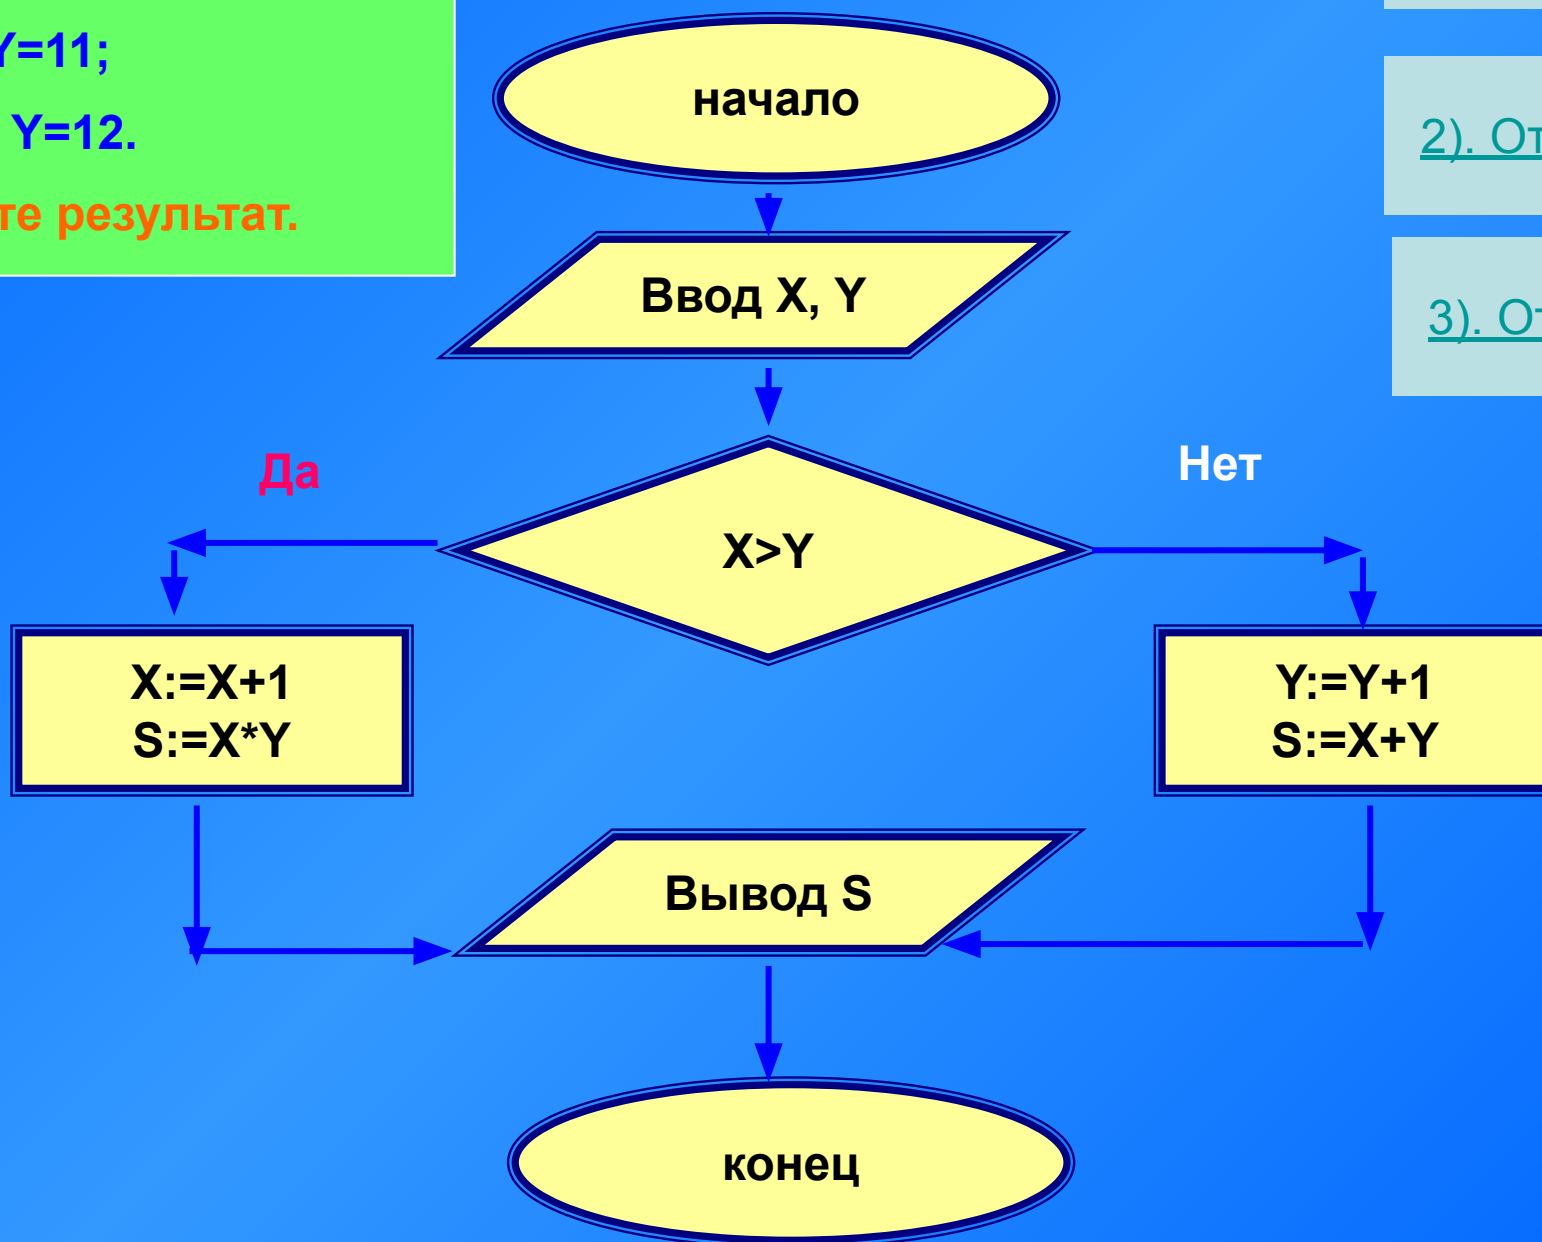 Y=11;
Y=12.
те результат.
начало
2). От
Ввод X, Y
3). От
Да
Нет
X>Y
X:=X+1
S:=X*Y
Y:=Y+1
S:=X+Y
Вывод S
конец